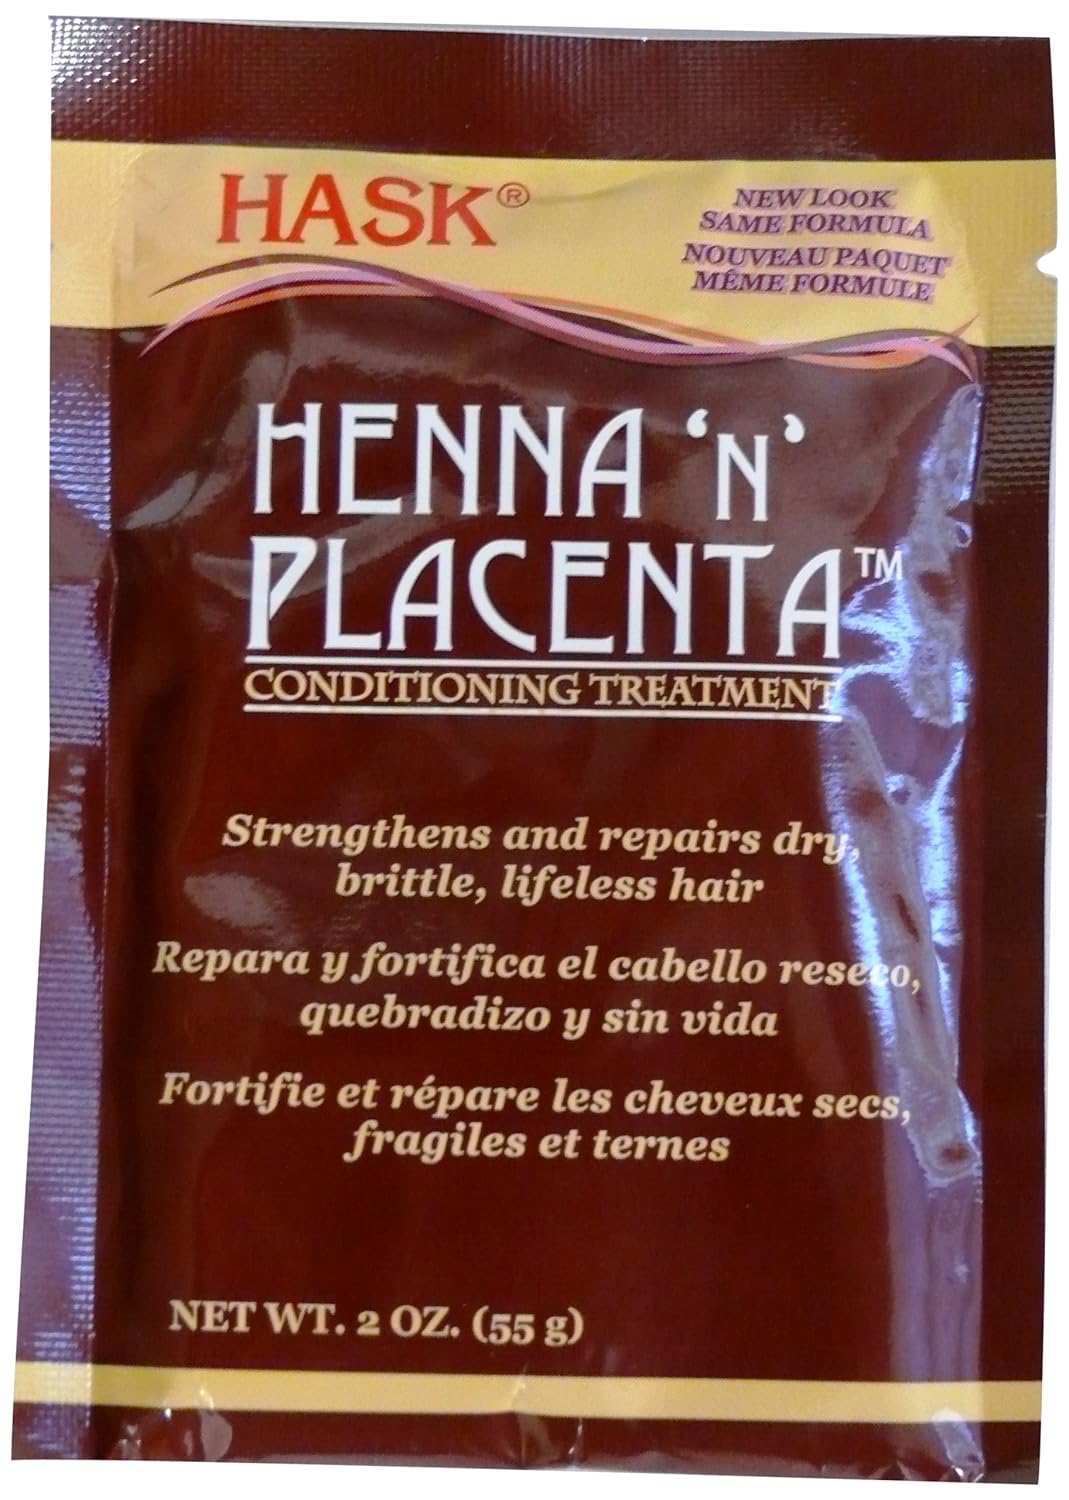 HASK®
NEW LOOK
SAME FORMULA
NOUVEAU PAQUET
MÊME FORMULE
HENNA 'N'
PLACENTA™
CONDITIONING TREATMENT
Strengthens and repairs dry,
brittle, lifeless hair
Repara y fortifica el cabello reseco,
quebradizo y sin vida
Fortifie et répare les cheveux secs,
fragiles et ternes
NET WT. 2 OZ. (55 g)